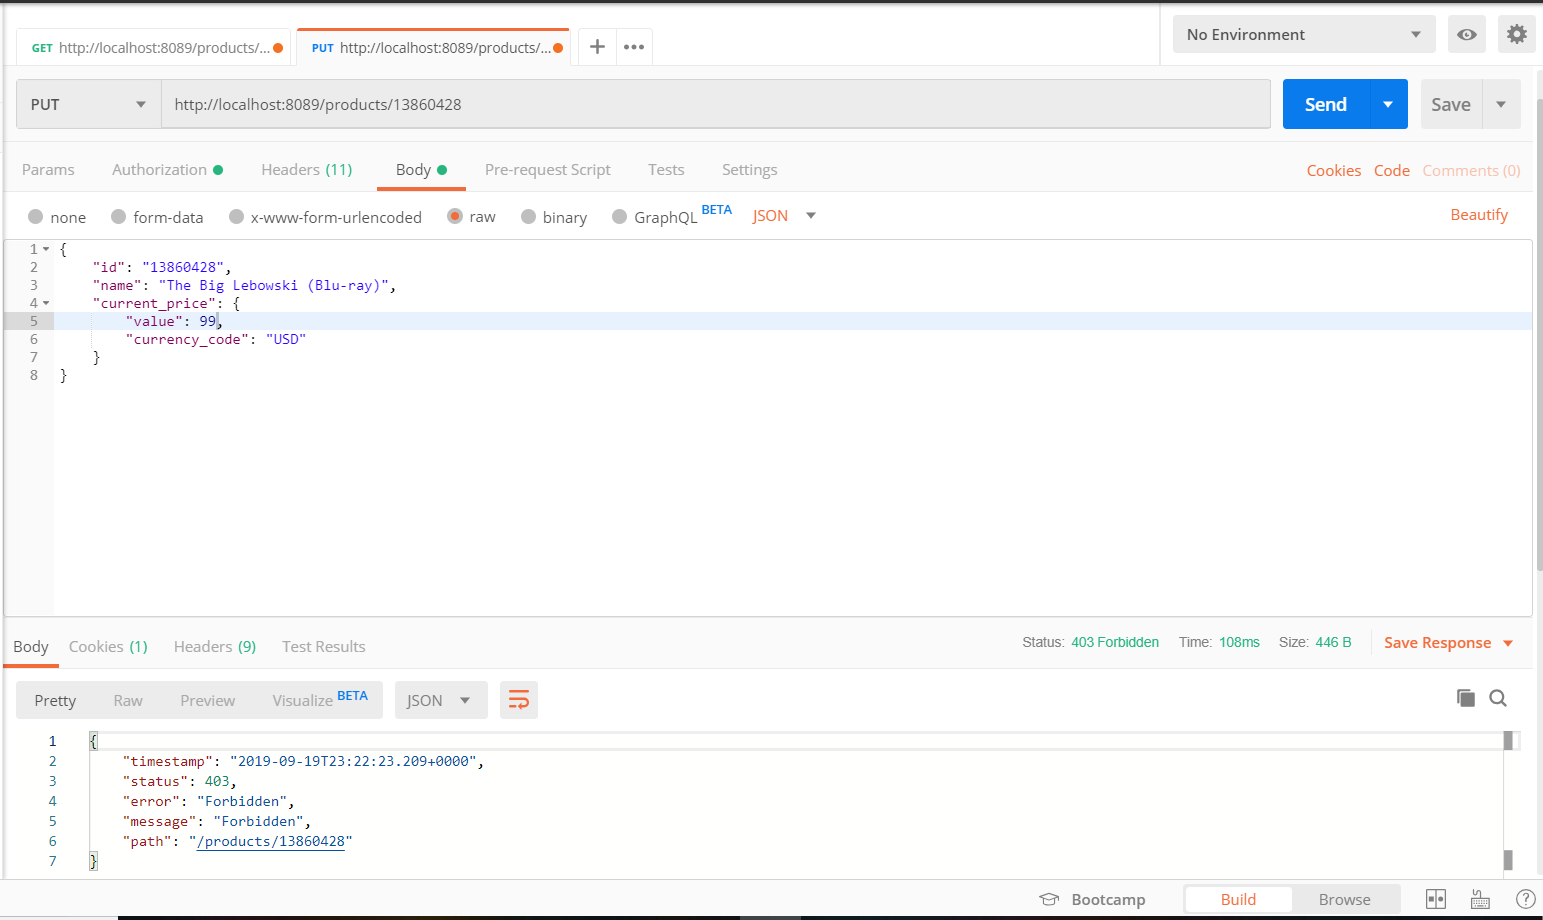 GET http://localhost:8089/products/...
PUT http://localhost:8089/products/...
No Environment
PUT
http://localhost:8089/products/13860428
Send
Save
Params
Authorization
Headers (11)
Body
Pre-request Script
Tests
Settings
Cookies
Code
Comments (0)
none
form-data
x-www-form-urlencoded
raw
binary
GraphQL BETA
JSON
Beautify
1 {
2 "id": "13860428",
3 "name": "The Big Lebowski (Blu-ray)",
4 "current_price": {
5 "value": 99,
6 "currency_code": "USD"
7 }
8 }
Body
Cookies (1)
Headers (9)
Test Results
Status: 403 Forbidden
Time: 108ms
Size: 446 B
Save Response
Pretty
Raw
Preview
Visualize BETA
JSON
1 {
2 "timestamp": "2019-09-19T23:22:23.209+0000",
3 "status": 403,
4 "error": "Forbidden",
5 "message": "Forbidden",
6 "path": "/products/13860428"
7 }
Bootcamp
Build
Browse